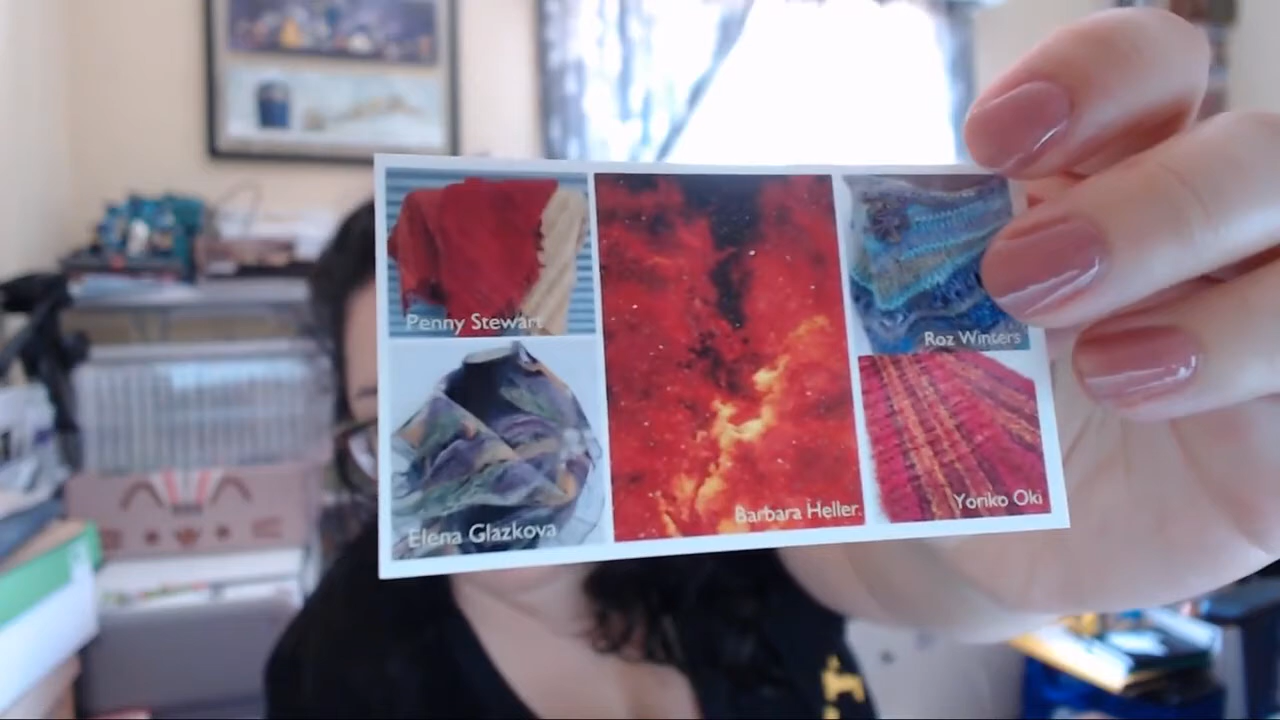 Penny Stewart
Elena Glazkova
Barbara Heller
Roz Winters
Yoriko Oki